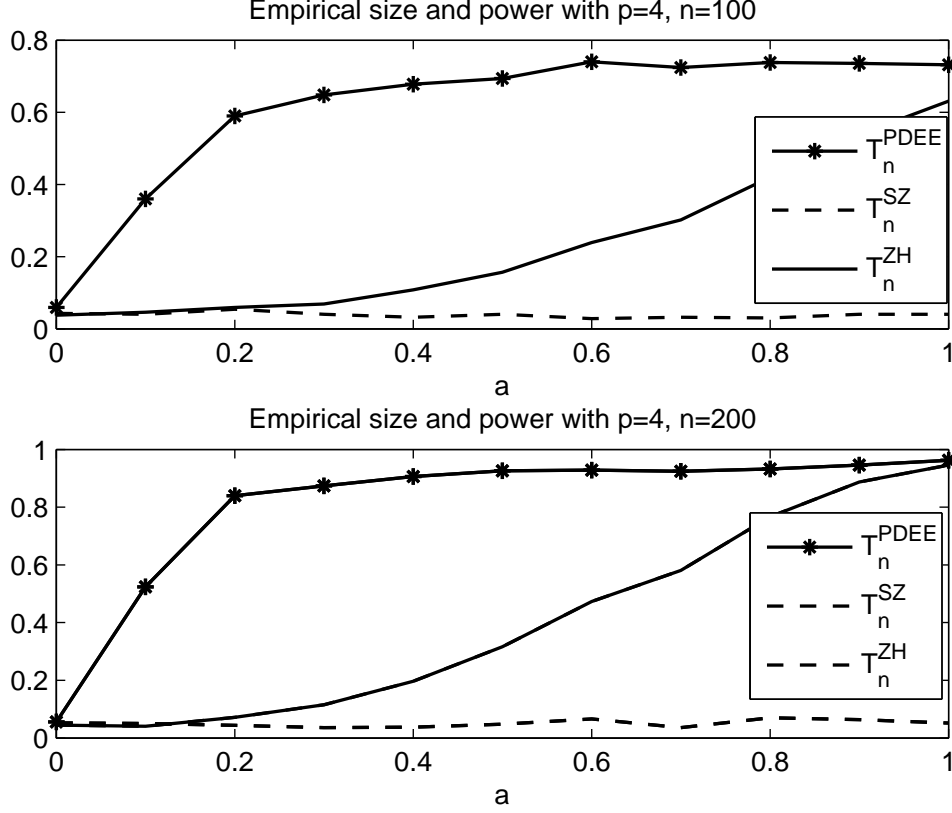 Empirical size and power with p=4, n=100
0.8
0.6
0.4
0.2
0
T_n^PDEE
T_n^SZ
T_n^ZH
0 0.2 0.4 0.6 0.8 1
a
Empirical size and power with p=4, n=200
1
0.8
0.6
0.4
0.2
0
T_n^PDEE
T_n^SZ
T_n^ZH
0 0.2 0.4 0.6 0.8 1
a